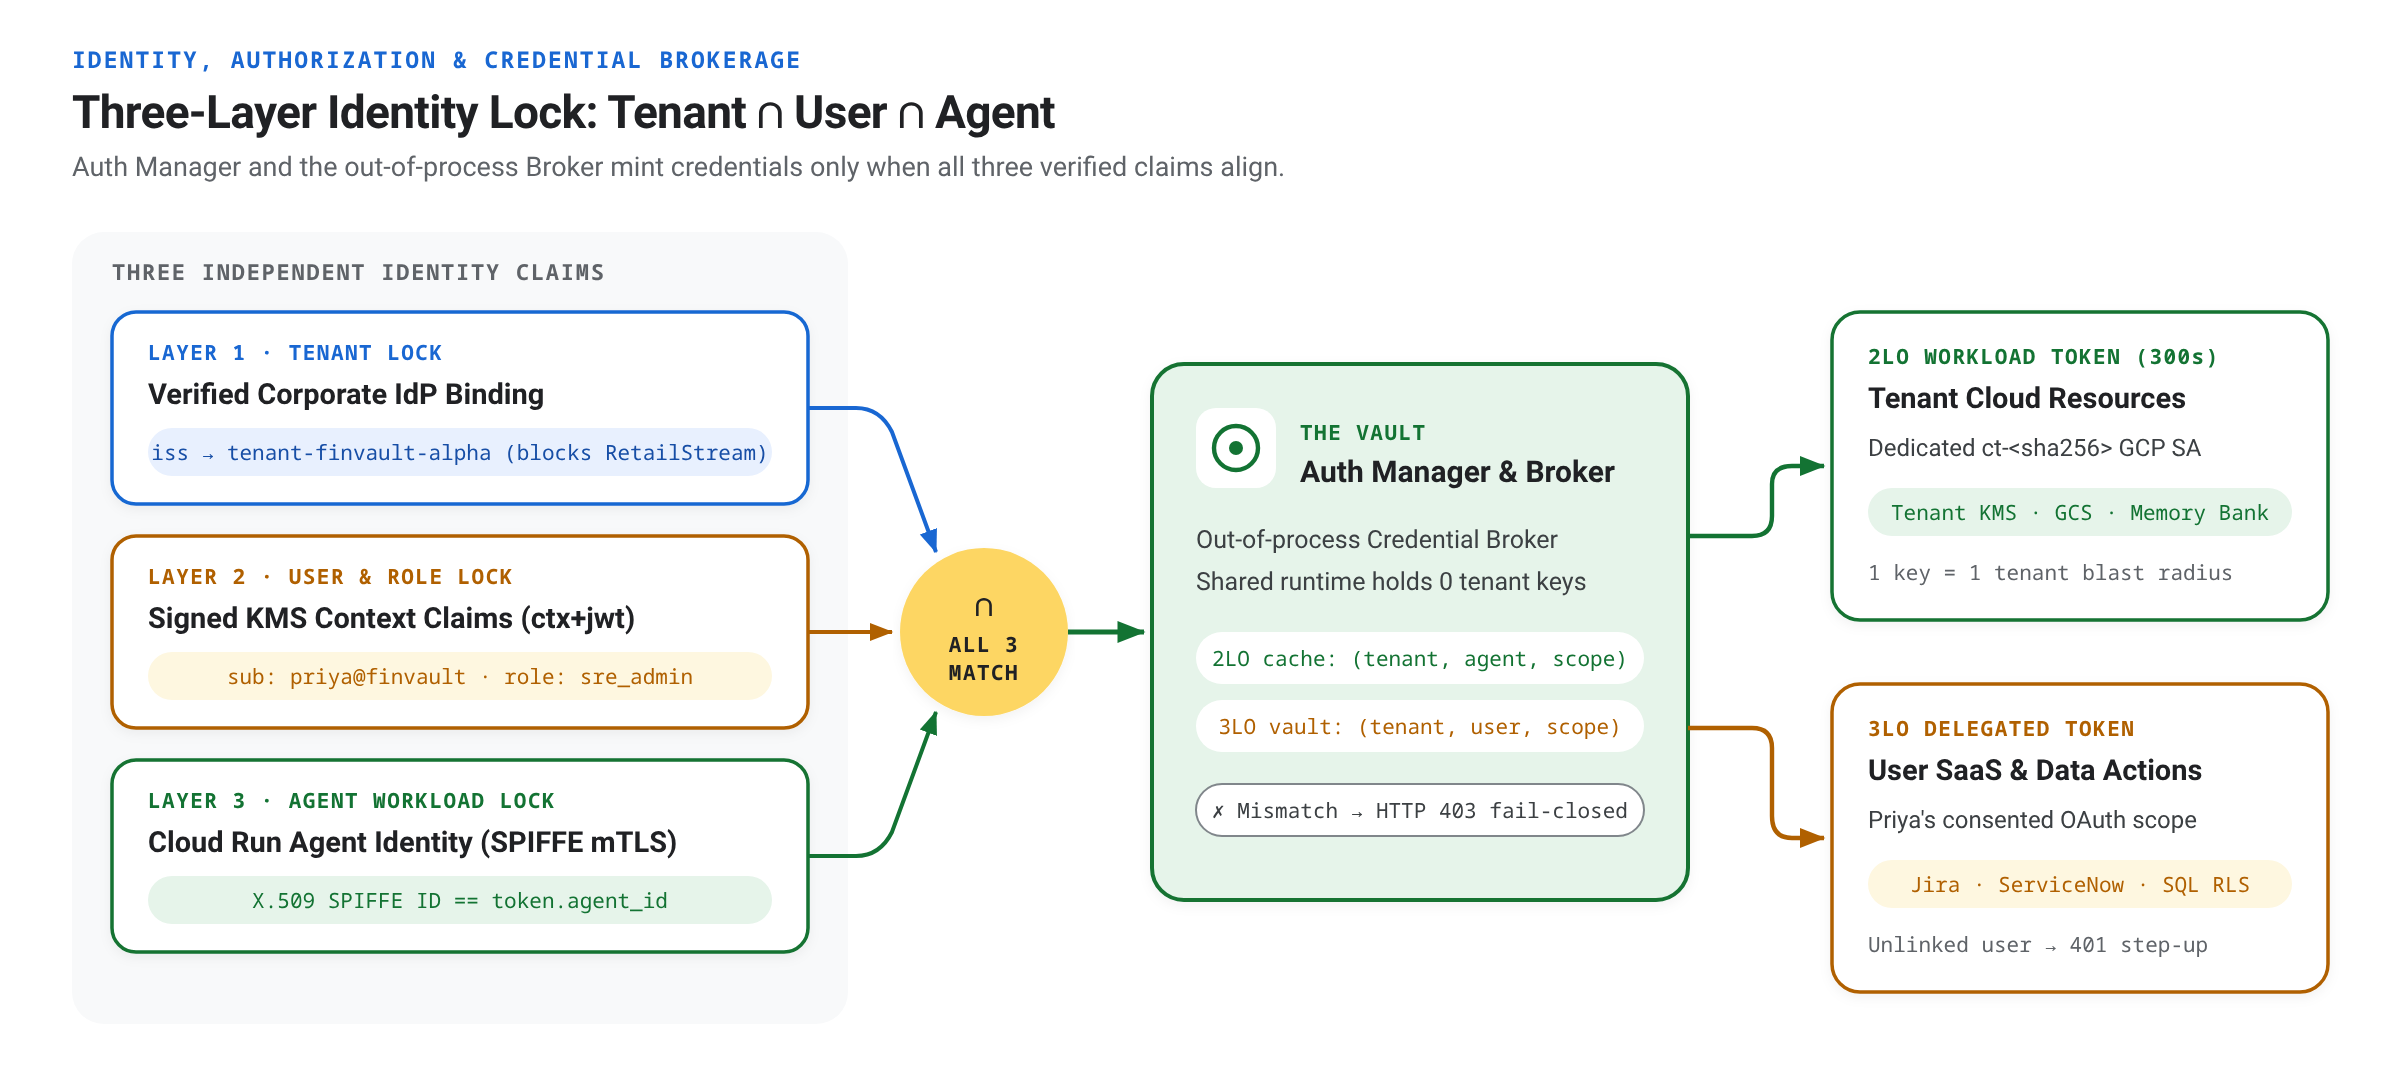 IDENTITY, AUTHORIZATION & CREDENTIAL BROKERAGE
Three-Layer Identity Lock: Tenant ∩ User ∩ Agent
Auth Manager and the out-of-process Broker mint credentials only when all three verified claims align.
THREE INDEPENDENT IDENTITY CLAIMS
LAYER 1 · TENANT LOCK
Verified Corporate IdP Binding
iss → tenant-finvault-alpha (blocks RetailStream)
LAYER 2 · USER & ROLE LOCK
Signed KMS Context Claims (ctx+jwt)
sub: priya@finvault · role: sre_admin
LAYER 3 · AGENT WORKLOAD LOCK
Cloud Run Agent Identity (SPIFFE mTLS)
X.509 SPIFFE ID == token.agent_id
∩
ALL 3
MATCH
THE VAULT
Auth Manager & Broker
Out-of-process Credential Broker
Shared runtime holds 0 tenant keys
2LO cache: (tenant, agent, scope)
3LO vault: (tenant, user, scope)
✗ Mismatch → HTTP 403 fail-closed
2LO WORKLOAD TOKEN (300s)
Tenant Cloud Resources
Dedicated ct-<sha256> GCP SA
Tenant KMS · GCS · Memory Bank
1 key = 1 tenant blast radius
3LO DELEGATED TOKEN
User SaaS & Data Actions
Priya's consented OAuth scope
Jira · ServiceNow · SQL RLS
Unlinked user → 401 step-up